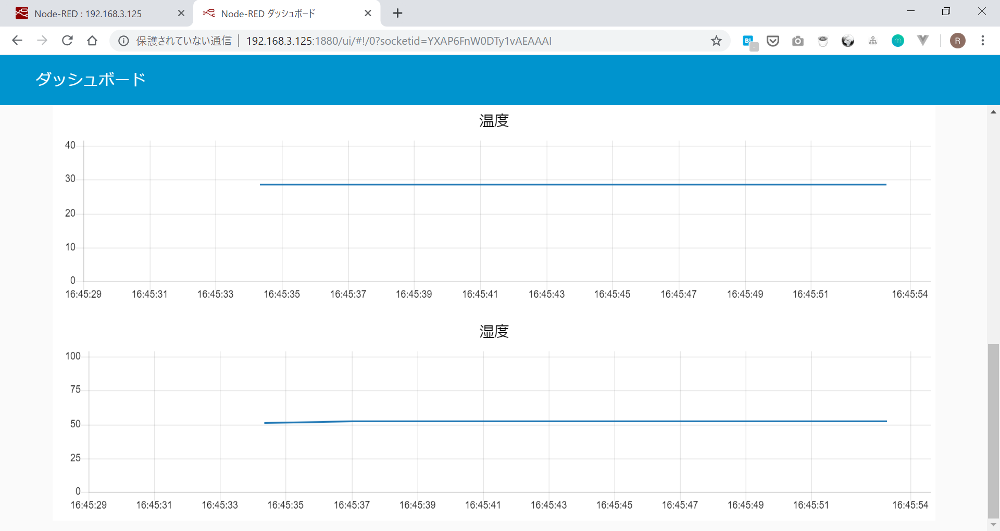 Node-RED : 192.168.3.125
Node-RED ダッシュボード
保護されていない通信 192.168.3.125:1880/ui/#!/0?socketid=YXAP6FnW0DTy1vAEAAAI
B!
m
R
ダッシュボード
温度
40
30
20
10
0
16:45:29 16:45:31 16:45:33 16:45:35 16:45:37 16:45:39 16:45:41 16:45:43 16:45:45 16:45:47 16:45:49 16:45:51 16:45:54
湿度
100
75
50
25
0
16:45:29 16:45:31 16:45:33 16:45:35 16:45:37 16:45:39 16:45:41 16:45:43 16:45:45 16:45:47 16:45:49 16:45:51 16:45:54